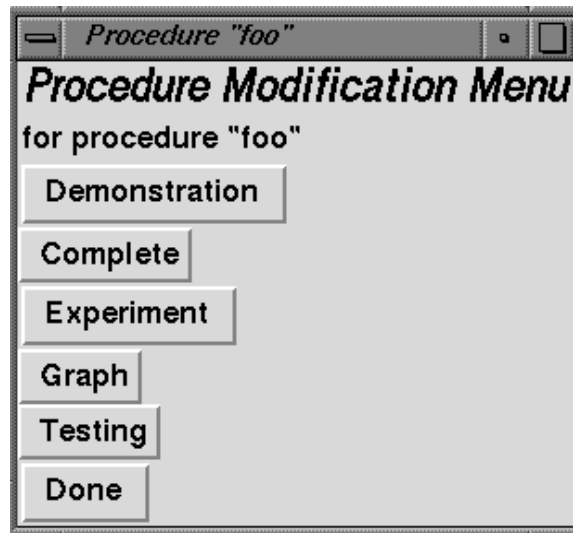 Procedure "foo"
Procedure Modification Menu
for procedure "foo"
Demonstration
Complete
Experiment
Graph
Testing
Done